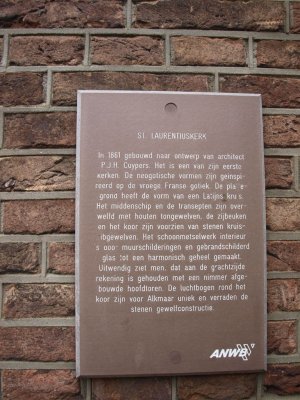 ST. LAURENTIUSKERK
In 1861 gebouwd naar ontwerp van architect
P.J.H. Cuypers. Het is een van zijn eerste
kerken. De neogotische vormen zijn geïnspi-
reerd op de vroege Franse gotiek. De pla
grond heeft de vorm van een Latijns kruis.
Het middenschip en de transepten zijn over-
welfd met houten tongewelven, de zijbeuken
en het koor zijn voorzien van stenen kruis-
ribgewelven. Het schoonmetselwerk interieur
is door muurschilderingen en gebrandschilderd
glas tot een harmonisch geheel gemaakt.
Uitwendig ziet men, dat aan de grachtzijde
rekening is gehouden met een nimmer afge-
bouwde hoofdtoren. De luchtbogen rond het
koor zijn voor Alkmaar uniek en verraden de
stenen gewelfconstructie.
ANWB